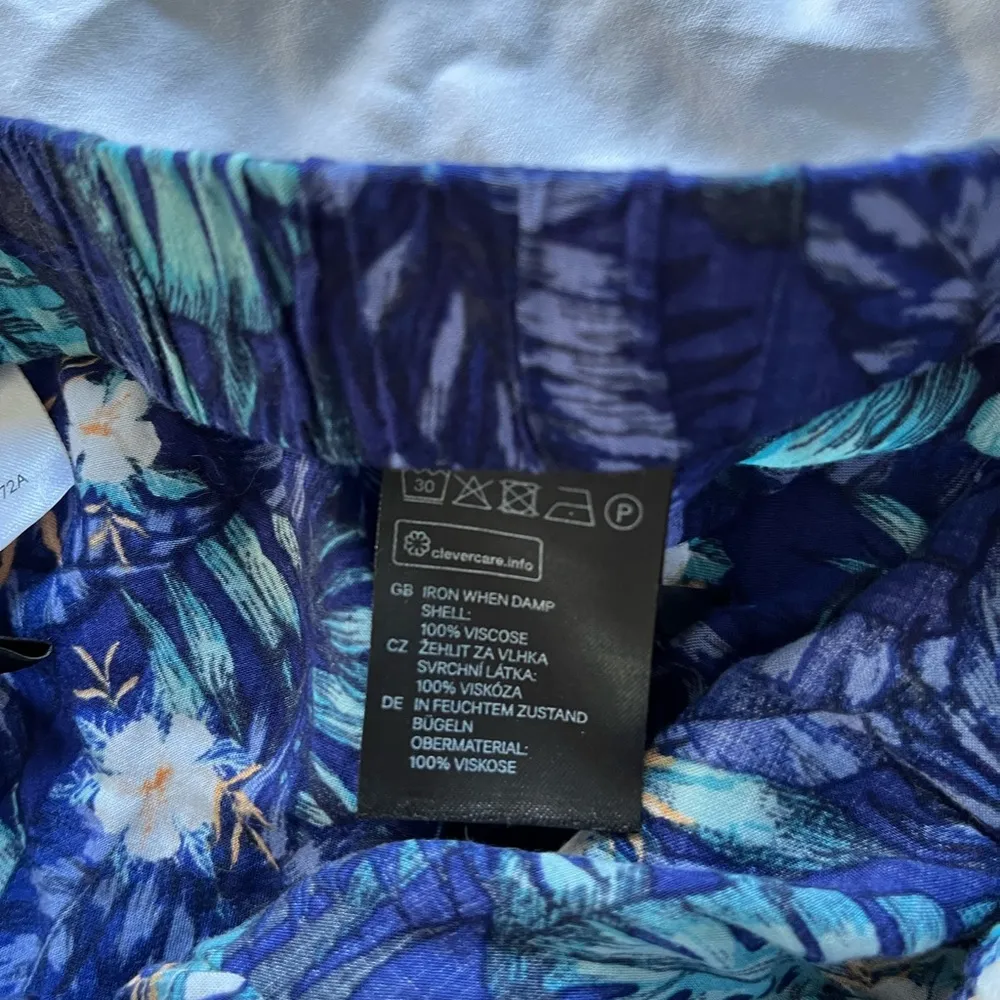 30
P
clevercare.info
GB IRON WHEN DAMP
SHELL:
100% VISCOSE
CZ ŽEHLIT ZA VLHKA
SVRCHNÍ LÁTKA:
100% VISKÓZA
DE IN FEUCHTEM ZUSTAND
BÜGELN
OBERMATERIAL:
100% VISKOSE
72A